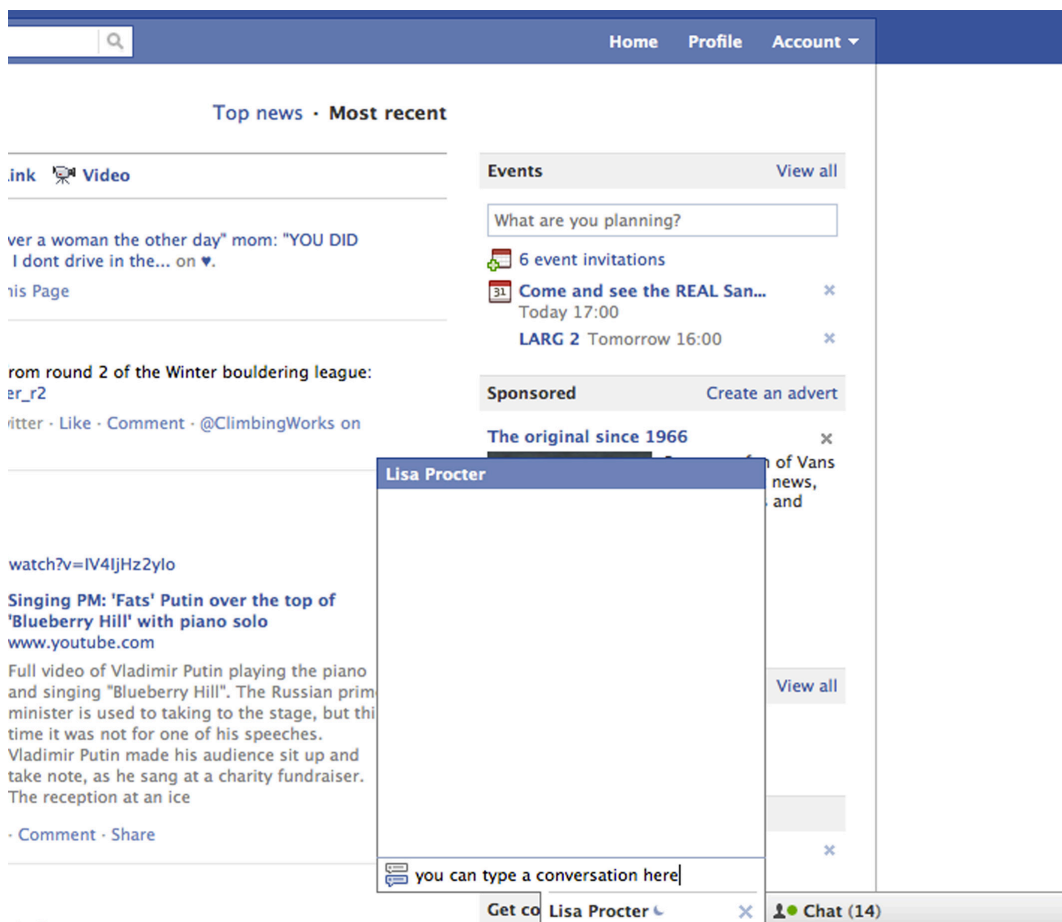 Home Profile Account
Top news · Most recent
ink Video
ver a woman the other day" mom: "YOU DID
I dont drive in the... on ♥.
his Page
rom round 2 of the Winter bouldering league:
er_r2
itter · Like · Comment · @ClimbingWorks on
watch?v=IV4IjHz2yIo
Singing PM: 'Fats' Putin over the top of
'Blueberry Hill' with piano solo
www.youtube.com
Full video of Vladimir Putin playing the piano
and singing "Blueberry Hill". The Russian prim
minister is used to taking to the stage, but thi
time it was not for one of his speeches.
Vladimir Putin made his audience sit up and
take note, as he sang at a charity fundraiser.
The reception at an ice
· Comment · Share
Events View all
What are you planning?
6 event invitations
31 Come and see the REAL San...
Today 17:00
LARG 2 Tomorrow 16:00
Sponsored Create an advert
The original since 1966
n of Vans
news,
and
View all
Lisa Procter
you can type a conversation here
Get co
Lisa Procter
Chat (14)